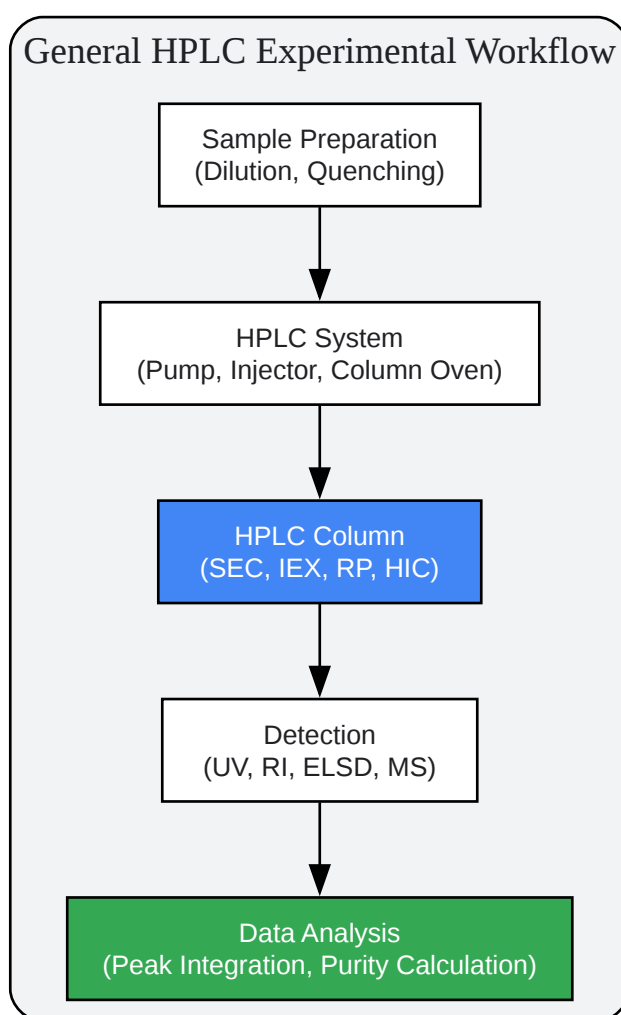 General HPLC Experimental Workflow
Sample Preparation
(Dilution, Quenching)
HPLC System
(Pump, Injector, Column Oven)
HPLC Column
(SEC, IEX, RP, HIC)
Detection
(UV, RI, ELSD, MS)
Data Analysis
(Peak Integration, Purity Calculation)